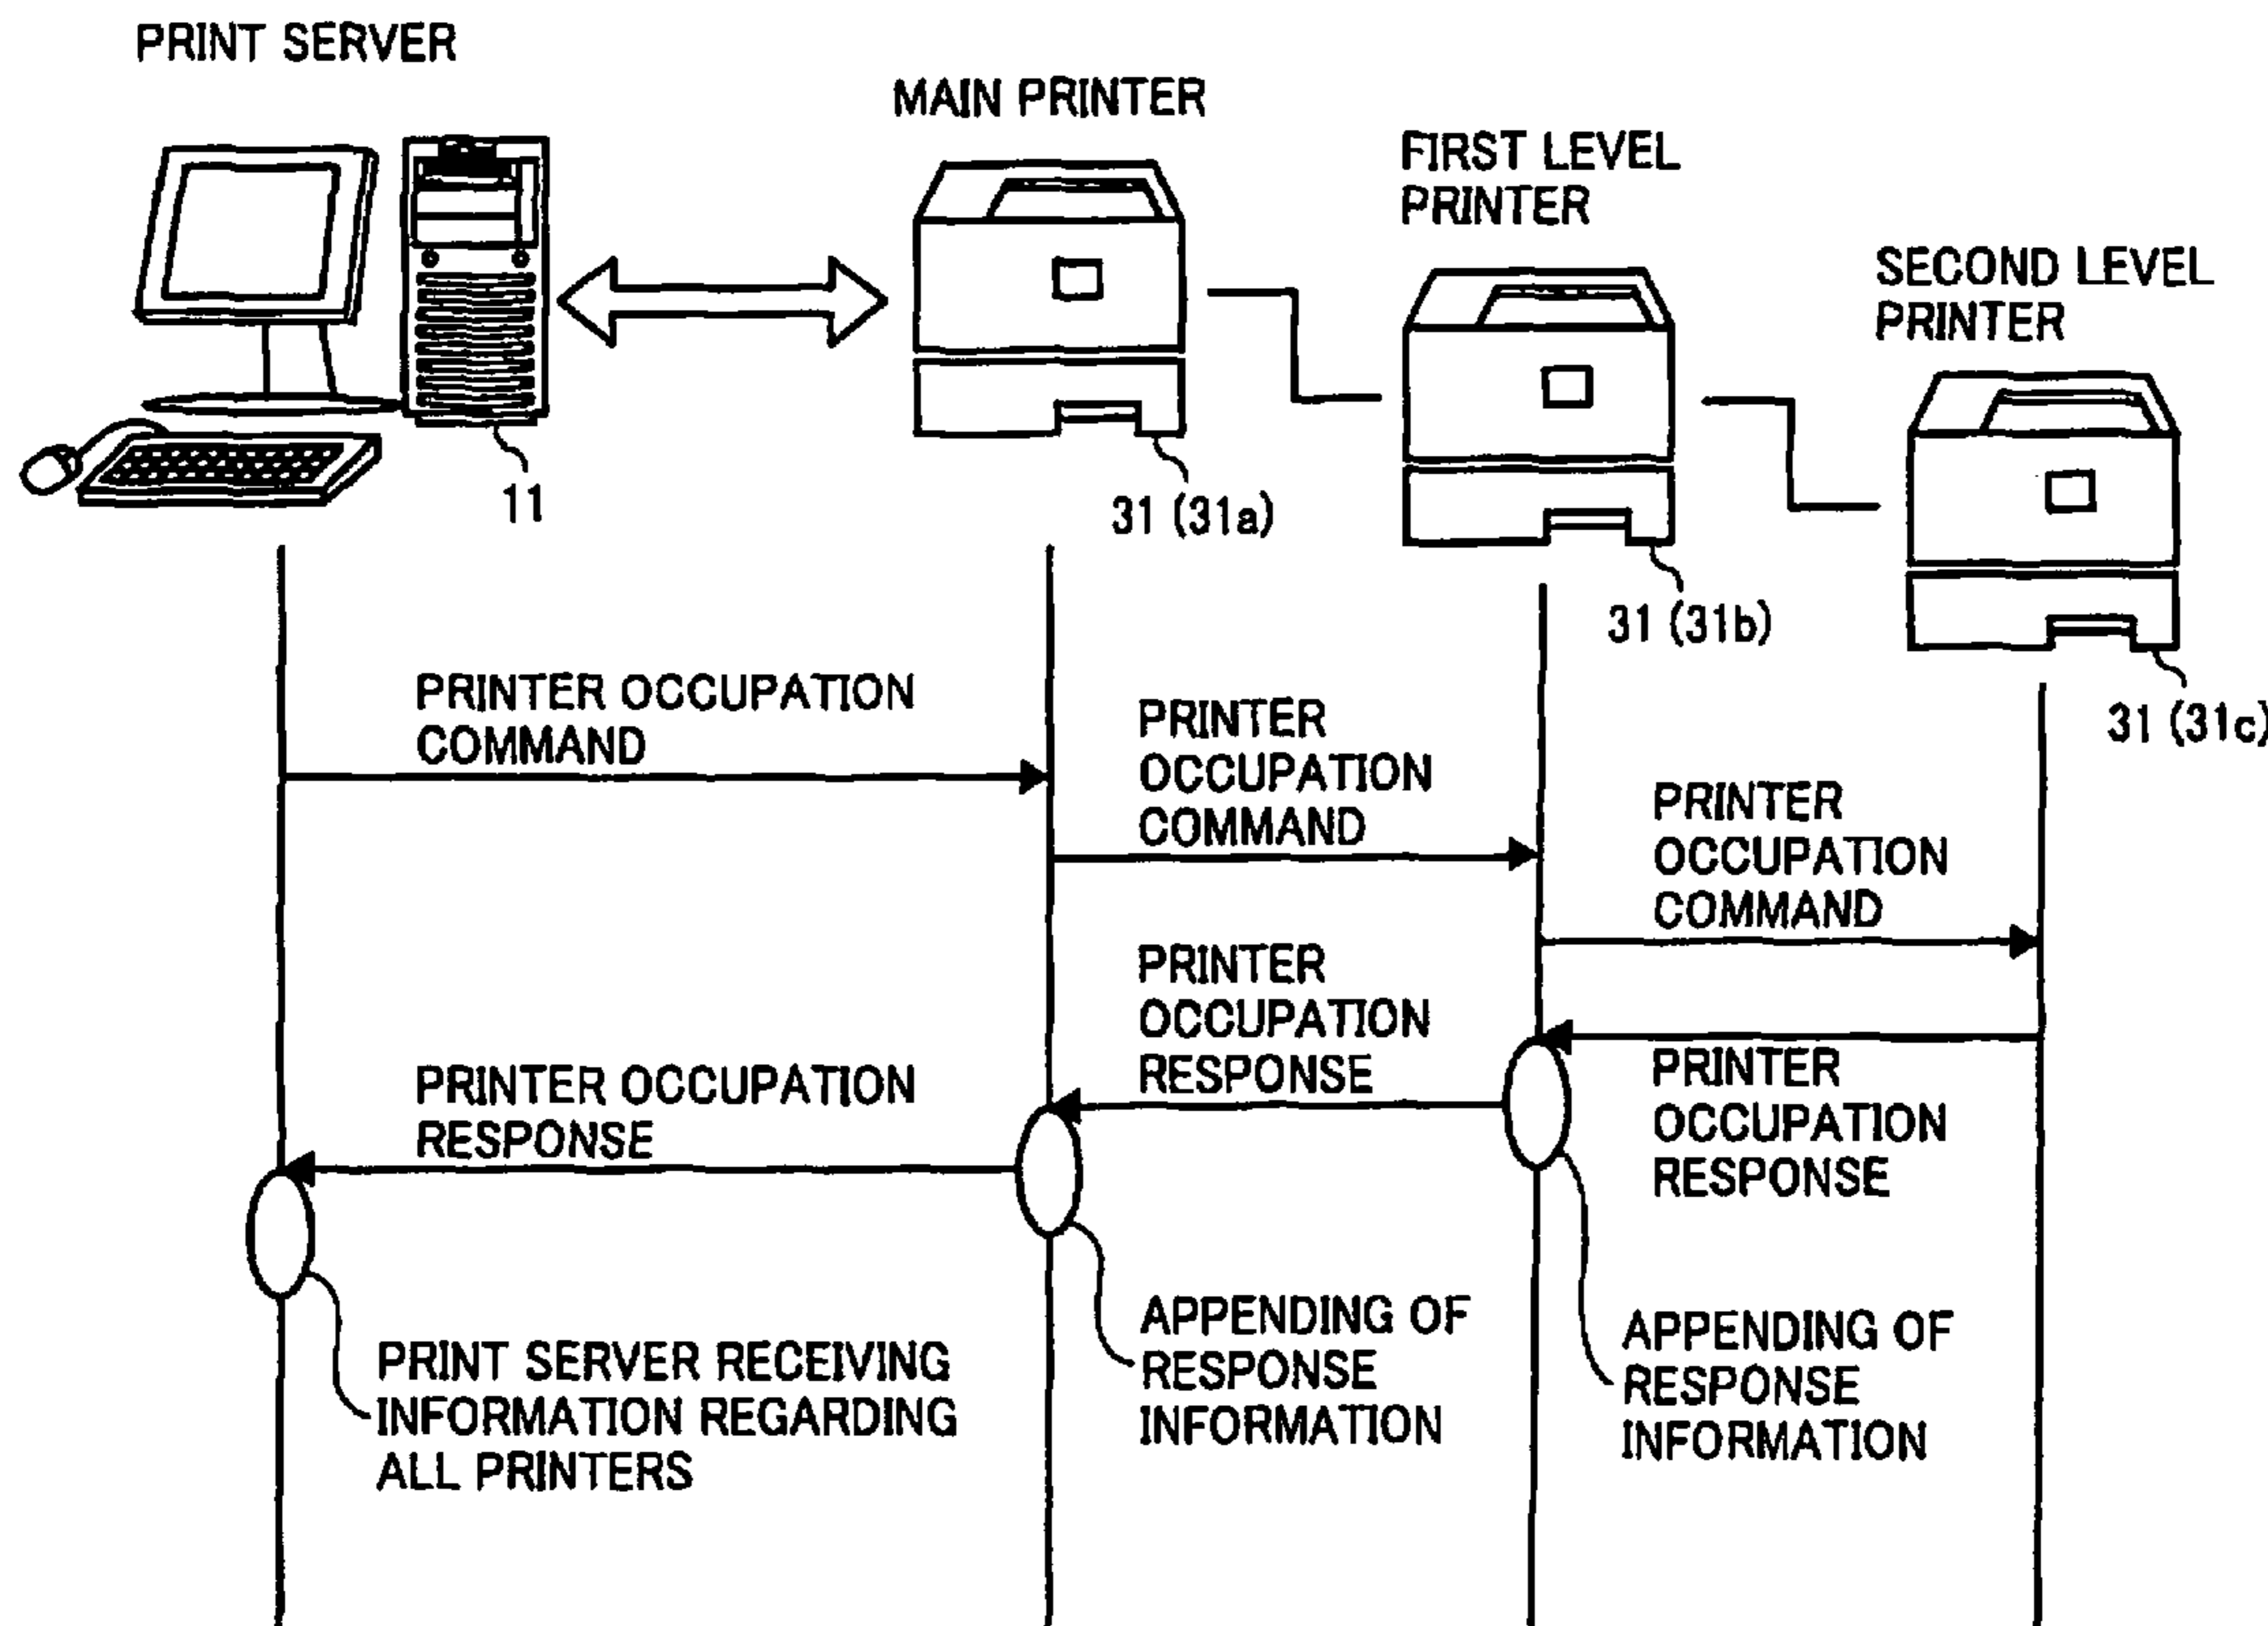 PRINT SERVER
MAIN PRINTER
FIRST LEVEL
PRINTER
SECOND LEVEL
PRINTER
11
31 (31a)
31 (31b)
31 (31c)
PRINTER OCCUPATION
COMMAND
PRINTER
OCCUPATION
COMMAND
PRINTER
OCCUPATION
COMMAND
PRINTER
OCCUPATION
RESPONSE
PRINTER
OCCUPATION
RESPONSE
PRINTER OCCUPATION
RESPONSE
PRINT SERVER RECEIVING
INFORMATION REGARDING
ALL PRINTERS
APPENDING OF
RESPONSE
INFORMATION
APPENDING OF
RESPONSE
INFORMATION